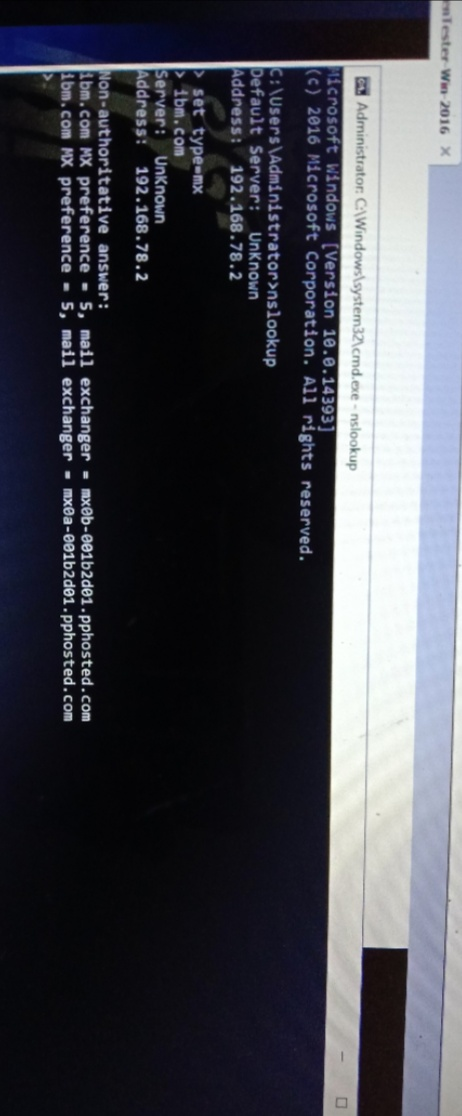 enTester-Win-2016 ×
Administrator: C:\Windows\system32\cmd.exe - nslookup
Microsoft Windows [Version 10.0.14393]
(c) 2016 Microsoft Corporation. All rights reserved.
C:\Users\Administrator>nslookup
Default Server:  UnKnown
Address:  192.168.78.2
> set type=mx
> ibm.com
Server:  UnKnown
Address:  192.168.78.2
Non-authoritative answer:
ibm.com MX preference = 5, mail exchanger = mx0b-001b2d01.pphosted.com
ibm.com MX preference = 5, mail exchanger = mx0a-001b2d01.pphosted.com
>